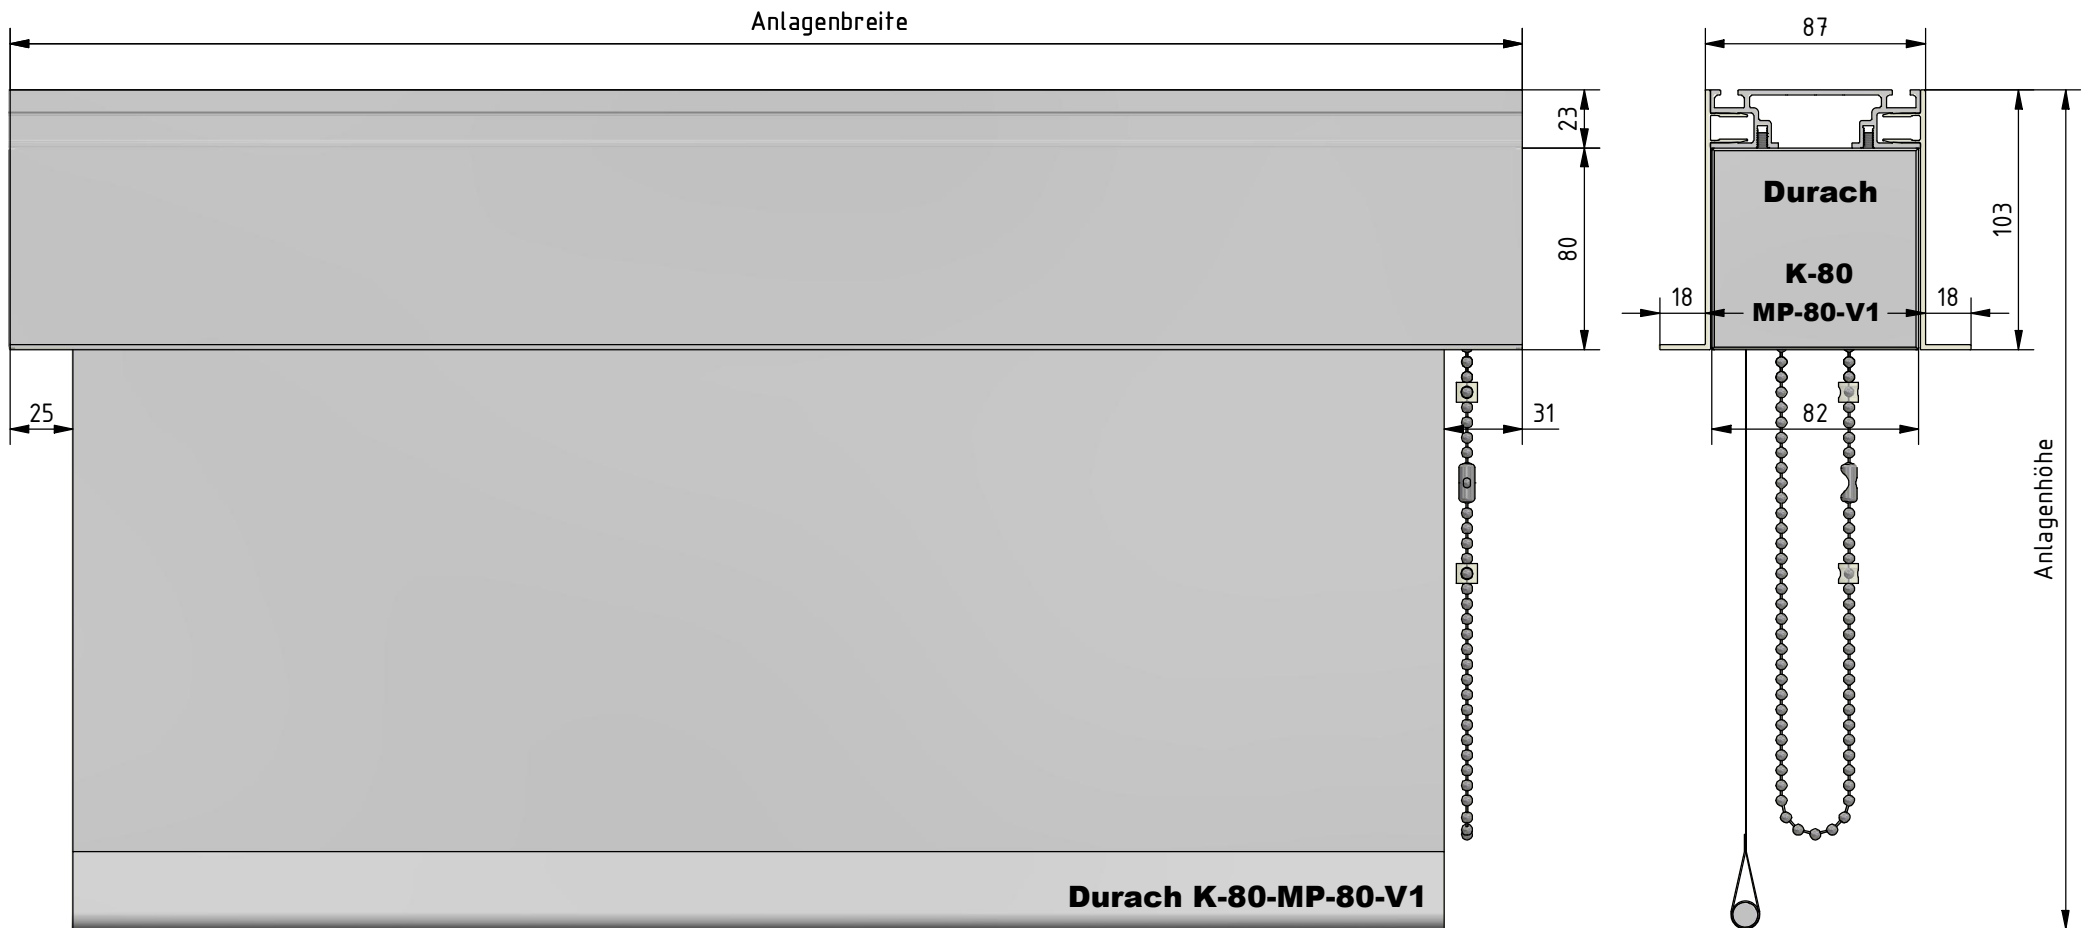 Anlagenbreite
87
23
80
103
Durach
K-80
18
MP-80-V1
18
25
31
82
Anlagenhöhe
Durach K-80-MP-80-V1